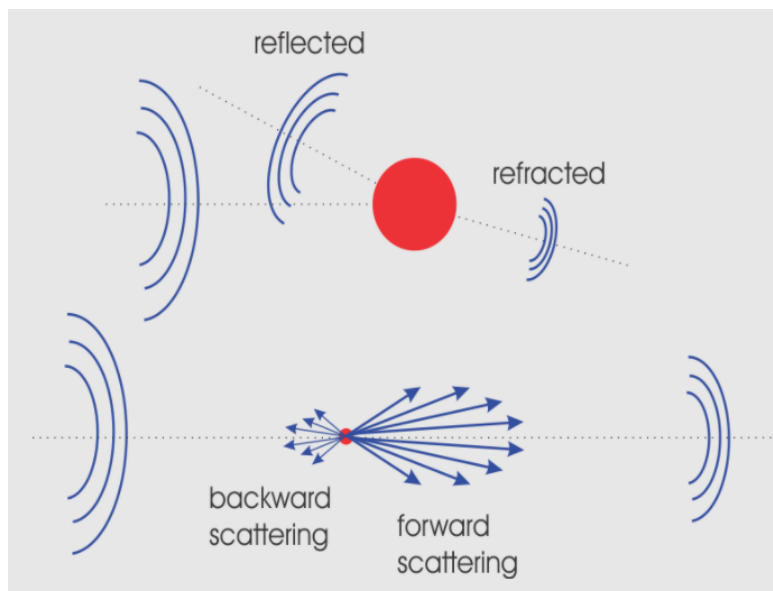 reflected
refracted
backward
scattering
forward
scattering